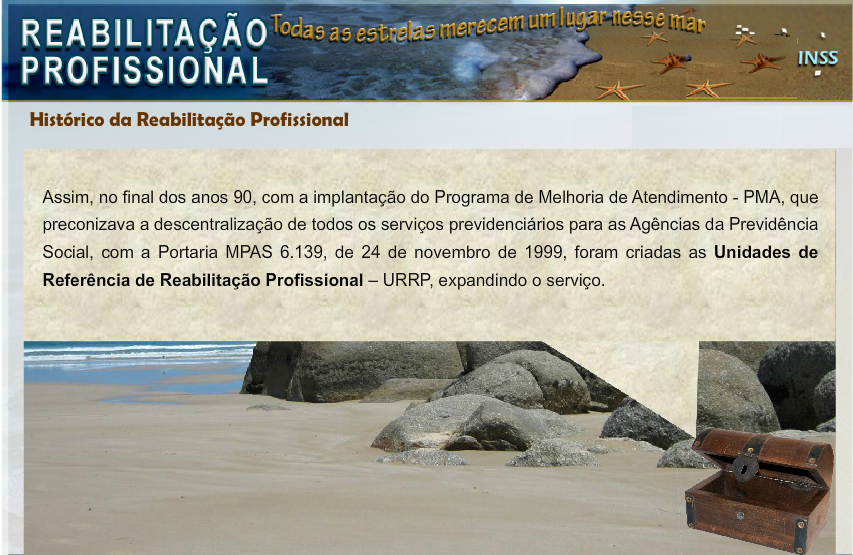 REABILITAÇÃO
PROFISSIONAL
Todas as estrelas merecem um lugar nesse mar
INSS
Histórico da Reabilitação Profissional
Assim, no final dos anos 90, com a implantação do Programa de Melhoria de Atendimento - PMA, que
preconizava a descentralização de todos os serviços previdenciários para as Agências da Previdência
Social, com a Portaria MPAS 6.139, de 24 de novembro de 1999, foram criadas as Unidades de
Referência de Reabilitação Profissional – URRP, expandindo o serviço.